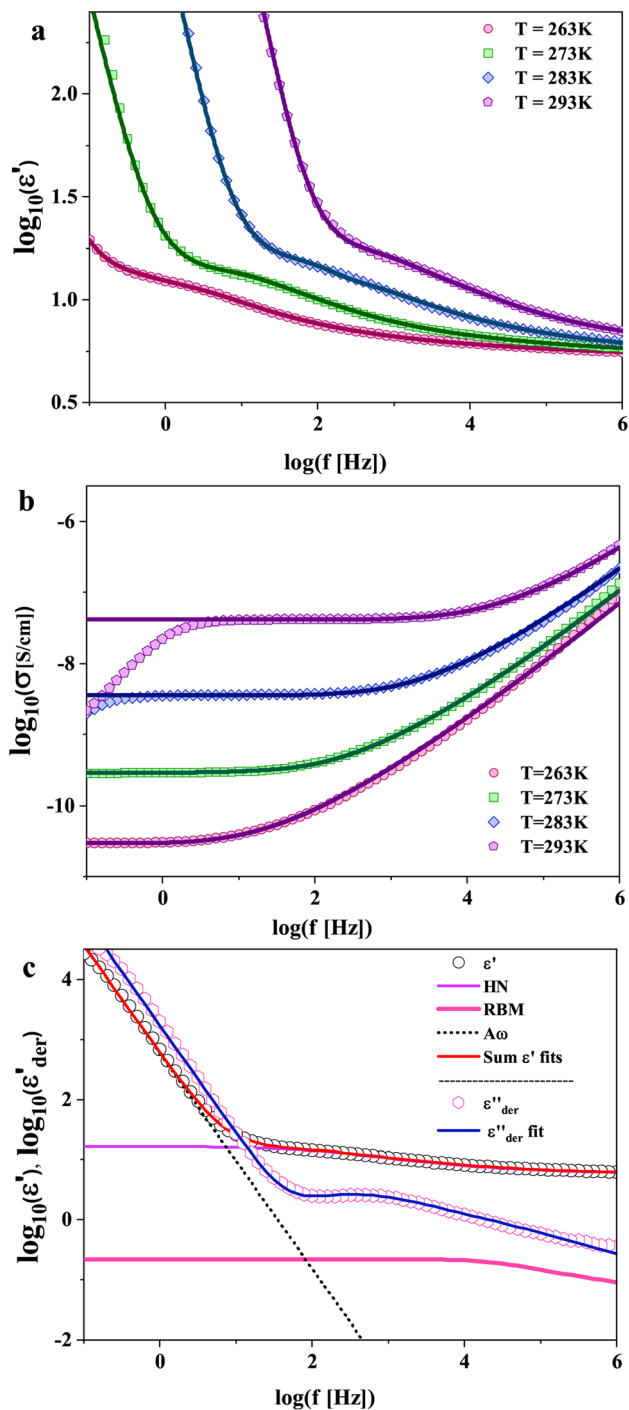 a
T = 263K
T = 273K
T = 283K
T = 293K
2.0
1.5
1.0
0.5
log10(ε')
0 2 4 6
log(f [Hz])
b
-6
-8
-10
log10(σ[S/cm])
T=263K
T=273K
T=283K
T=293K
0 2 4 6
log(f [Hz])
c
4
2
0
-2
log10(ε'), log10(ε'der)
ε'
HN
RBM
Aω
Sum ε' fits
ε''der
ε''der fit
0 2 4 6
log(f [Hz])